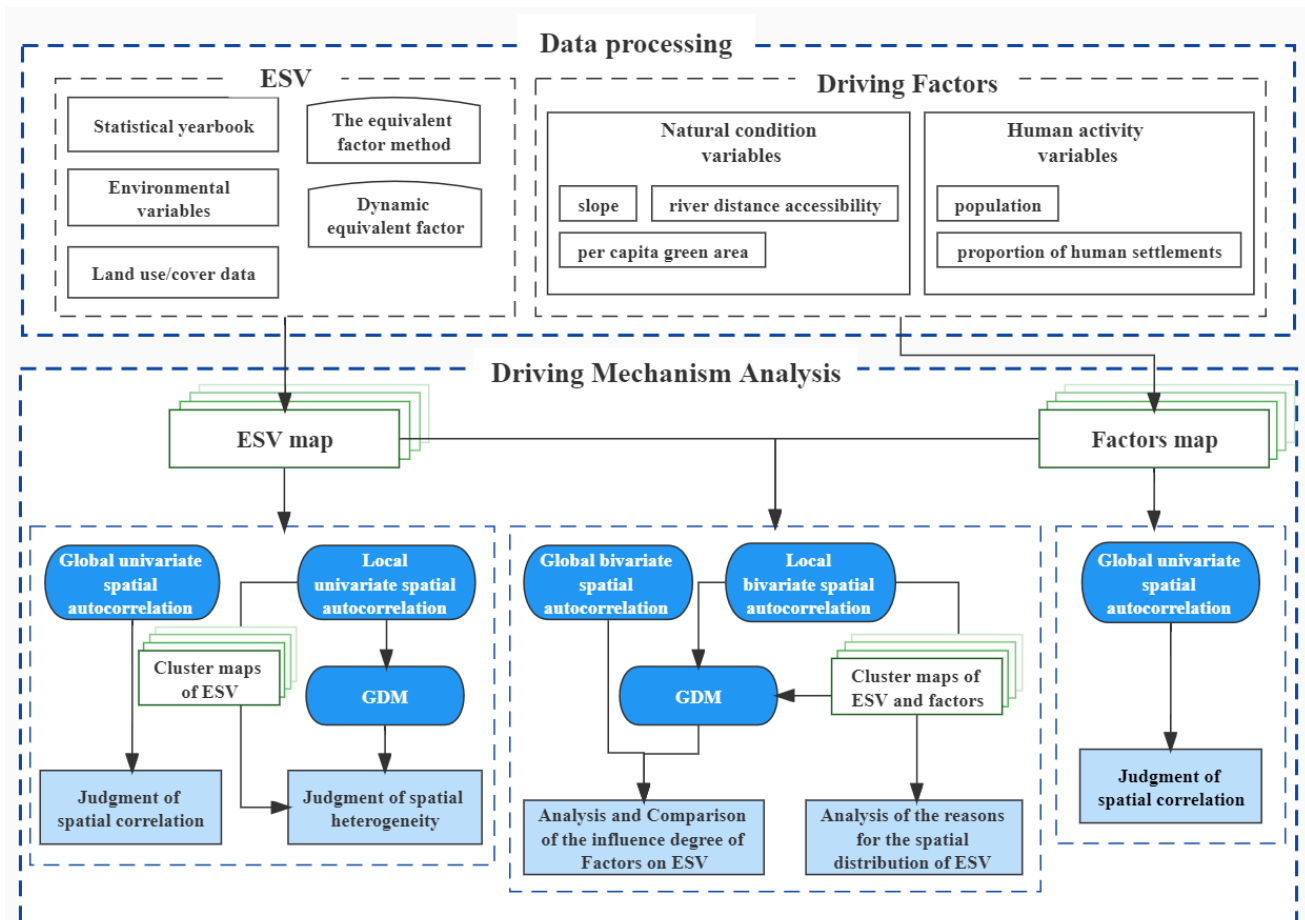 Data processing
ESV
Statistical yearbook
Environmental
variables
Land use/cover data
The equivalent
factor method
Dynamic
equivalent factor
Driving Factors
Natural condition
variables
slope
river distance accessibility
per capita green area
Human activity
variables
population
proportion of human settlements
Driving Mechanism Analysis
ESV map
Factors map
Global univariate
spatial
autocorrelation
Local
univariate spatial
autocorrelation
Cluster maps
of ESV
GDM
Judgment of
spatial correlation
Judgment of spatial
heterogeneity
Global bivariate
spatial
autocorrelation
Local
bivariate spatial
autocorrelation
GDM
Cluster maps of
ESV and factors
Analysis and Comparison
of the influence degree of
Factors on ESV
Analysis of the reasons
for the spatial
distribution of ESV
Global univariate
spatial
autocorrelation
Judgment of
spatial correlation